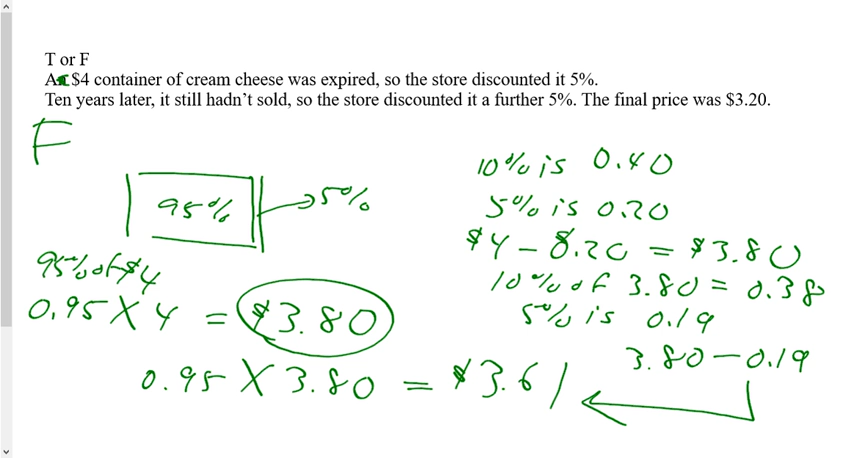 T or F
A $4 container of cream cheese was expired, so the store discounted it 5%.
Ten years later, it still hadn't sold, so the store discounted it a further 5%. The final price was $3.20.
F
95% → 5%
95% of $4
0.95 X 4 = $3.80
0.95 X 3.80 = $3.61
10% is 0.40
5% is 0.20
$4 - 0.20 = $3.80
10% of 3.80 = 0.38
5% is 0.19
3.80 - 0.19